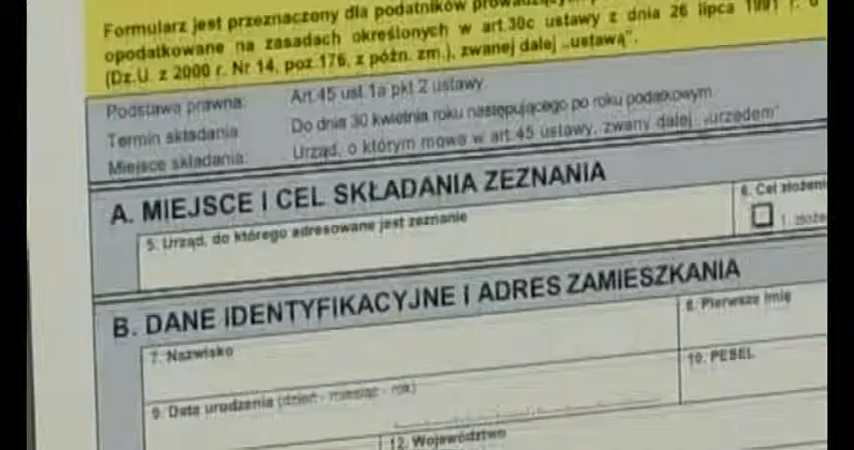 Formularz jest przeznaczony dla podatników
opodatkowane na zasadach określonych w art.30c ustawy z dnia 26 lipca 1991 r. o
(Dz.U. z 2000 r. Nr 14, poz.176, z późn. zm.), zwanej dalej „ustawą".
Podstawa prawna: Art.45 ust.1a pkt 2 ustawy.
Termin składania: Do dnia 30 kwietnia roku następującego po roku podatkowym.
Miejsce składania: Urząd, o którym mowa w art.45 ustawy, zwany dalej „urzędem"
A. MIEJSCE I CEL SKŁADANIA ZEZNANIA
5. Urząd, do którego adresowane jest zeznanie
6. Cel złożeni
1. złoże
B. DANE IDENTYFIKACYJNE I ADRES ZAMIESZKANIA
7. Nazwisko
8. Pierwsze imię
9. Data urodzenia (dzień - miesiąc - rok)
10. PESEL
12. Województwo